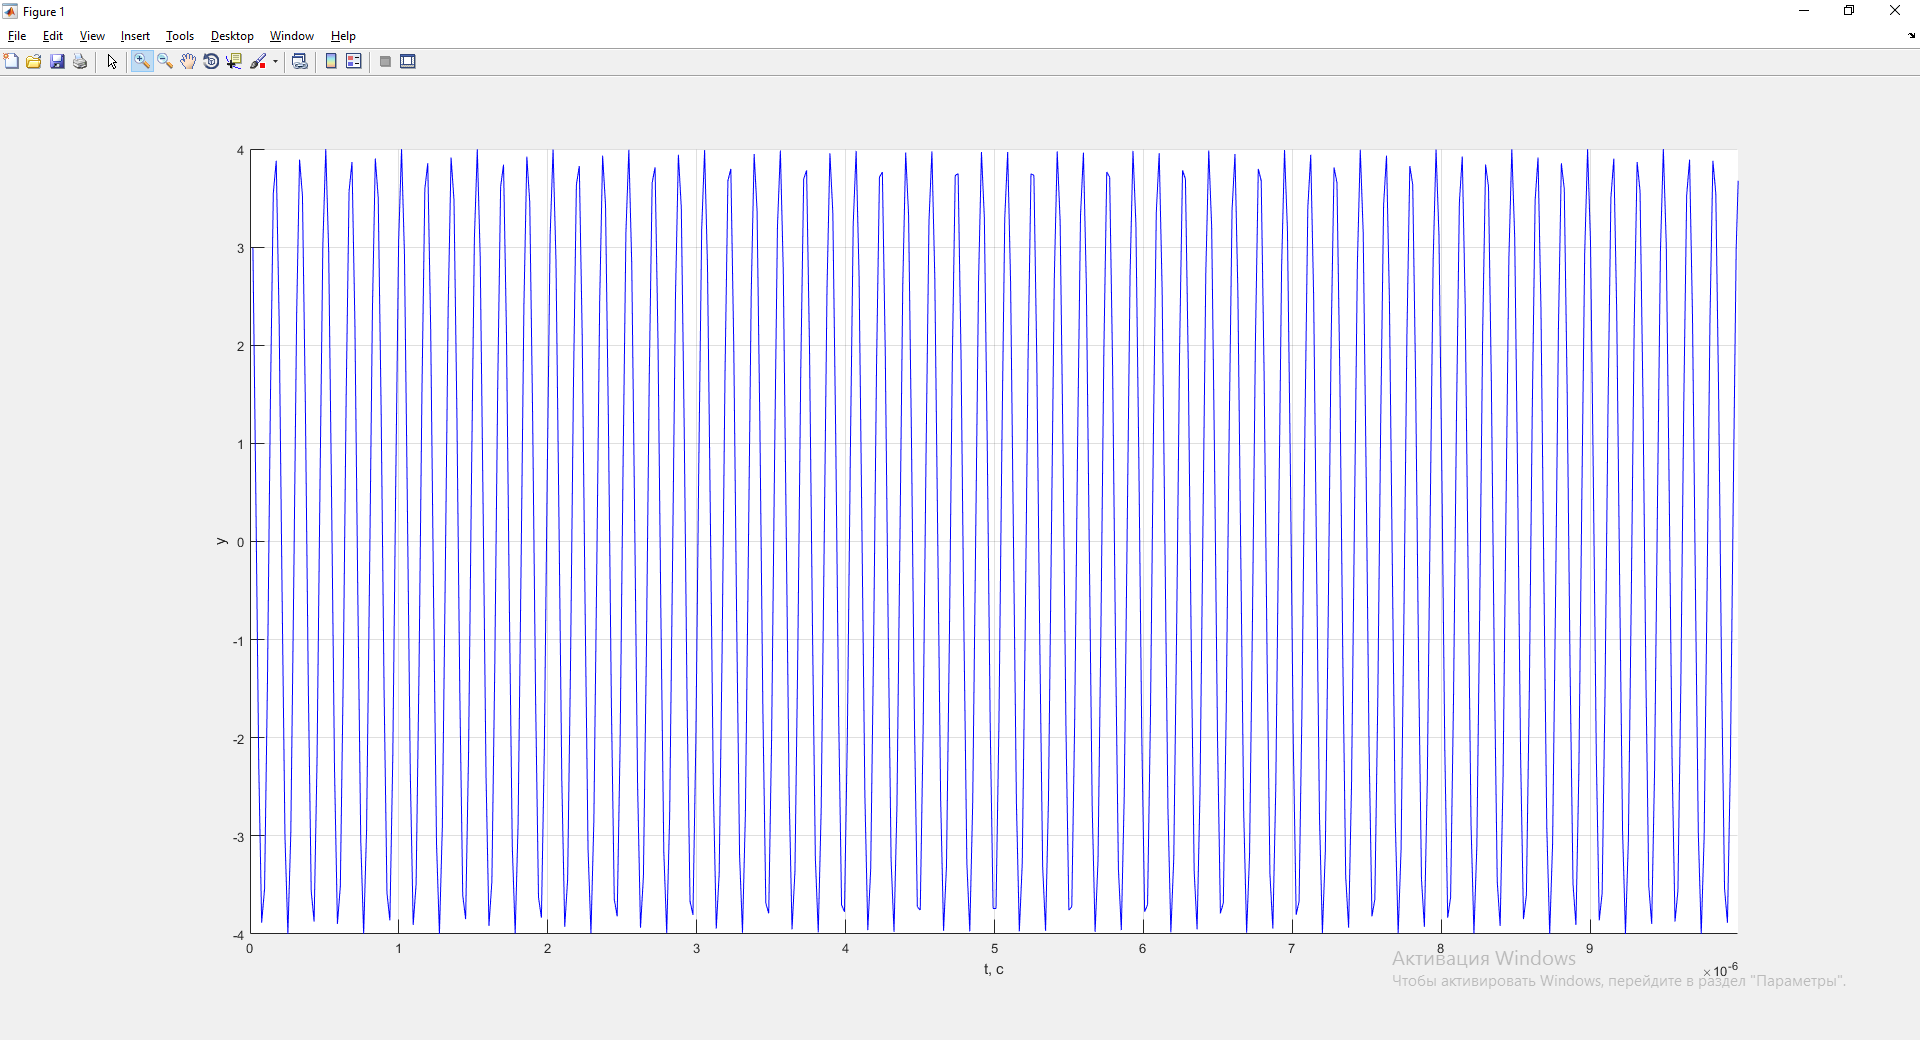 Figure 1
File Edit View Insert Tools Desktop Window Help
4
3
2
1
0
-1
-2
-3
-4
y
0 1 2 3 4 5 6 7 8 9
t, c
×10^-6
Активация Windows
Чтобы активировать Windows, перейдите в раздел "Параметры".